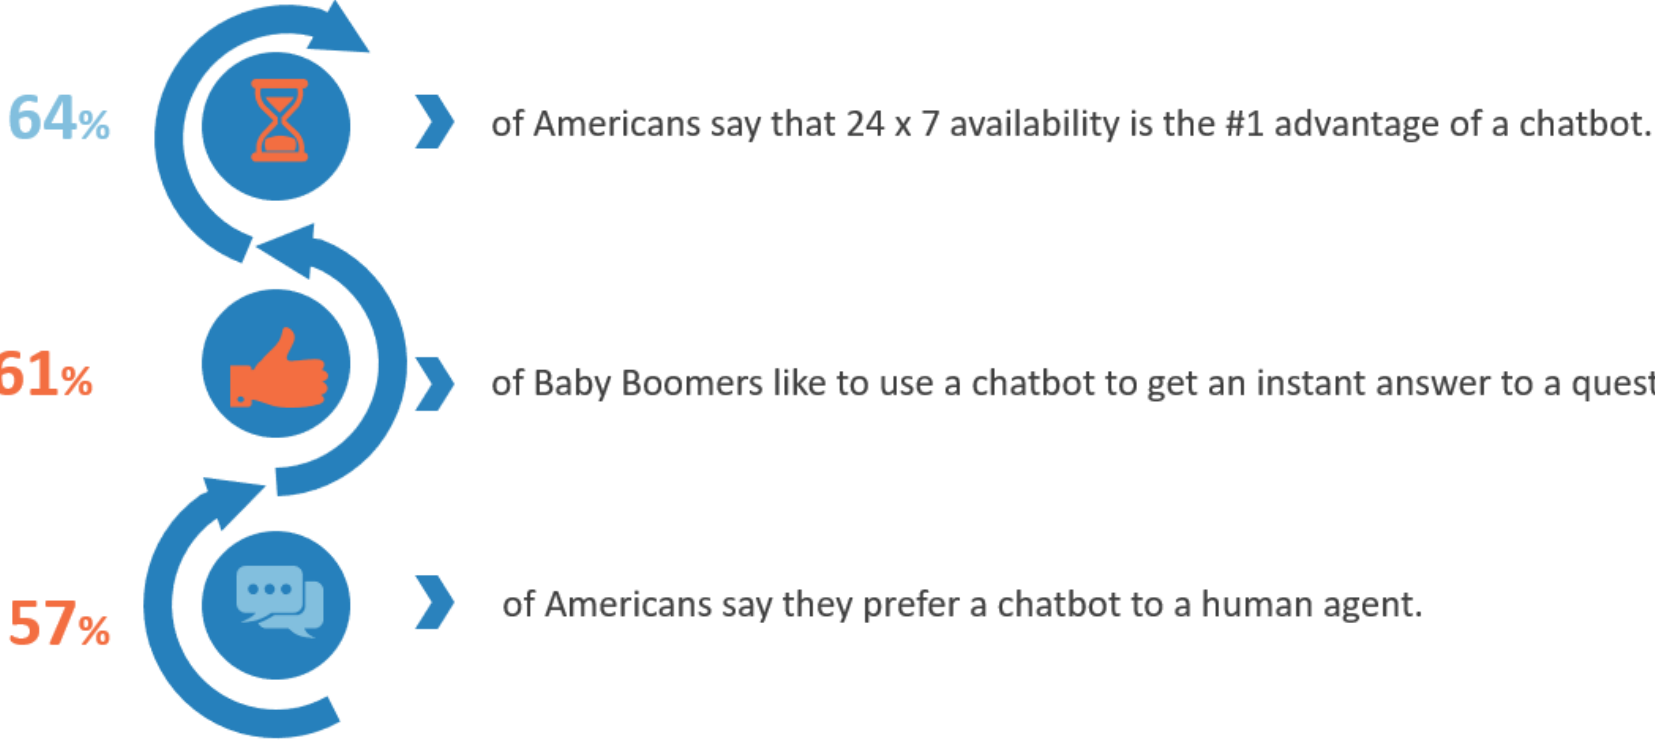 64%
of Americans say that 24 x 7 availability is the #1 advantage of a chatbot.
61%
of Baby Boomers like to use a chatbot to get an instant answer to a
57%
of Americans say they prefer a chatbot to a human agent.